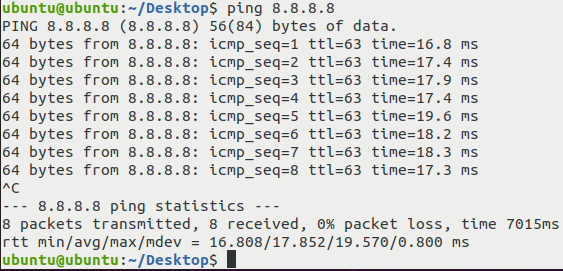 ubuntu@ubuntu:~/Desktop$ ping 8.8.8.8
PING 8.8.8.8 (8.8.8.8) 56(84) bytes of data.
64 bytes from 8.8.8.8: icmp_seq=1 ttl=63 time=16.8 ms
64 bytes from 8.8.8.8: icmp_seq=2 ttl=63 time=17.4 ms
64 bytes from 8.8.8.8: icmp_seq=3 ttl=63 time=17.9 ms
64 bytes from 8.8.8.8: icmp_seq=4 ttl=63 time=17.4 ms
64 bytes from 8.8.8.8: icmp_seq=5 ttl=63 time=19.6 ms
64 bytes from 8.8.8.8: icmp_seq=6 ttl=63 time=18.2 ms
64 bytes from 8.8.8.8: icmp_seq=7 ttl=63 time=18.3 ms
64 bytes from 8.8.8.8: icmp_seq=8 ttl=63 time=17.3 ms
^C
--- 8.8.8.8 ping statistics ---
8 packets transmitted, 8 received, 0% packet loss, time 7015ms
rtt min/avg/max/mdev = 16.808/17.852/19.570/0.800 ms
ubuntu@ubuntu:~/Desktop$